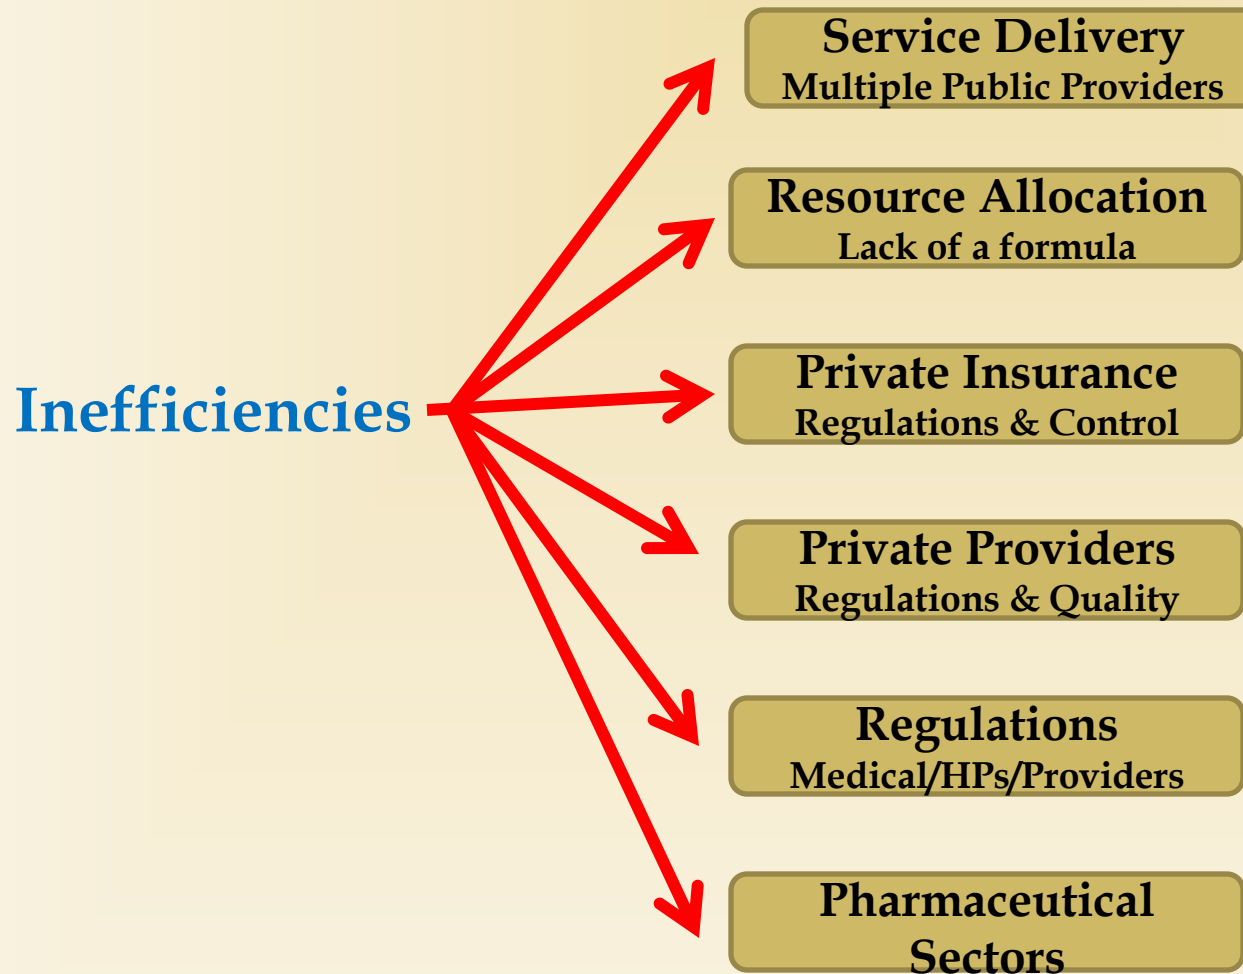 Service Delivery
Multiple Public Providers
Resource Allocation
Lack of a formula
Private Insurance
Regulations & Control
Inefficiencies
Private Providers
Regulations & Quality
Regulations
Medical/HPs/Providers
Pharmaceutical
Sectors